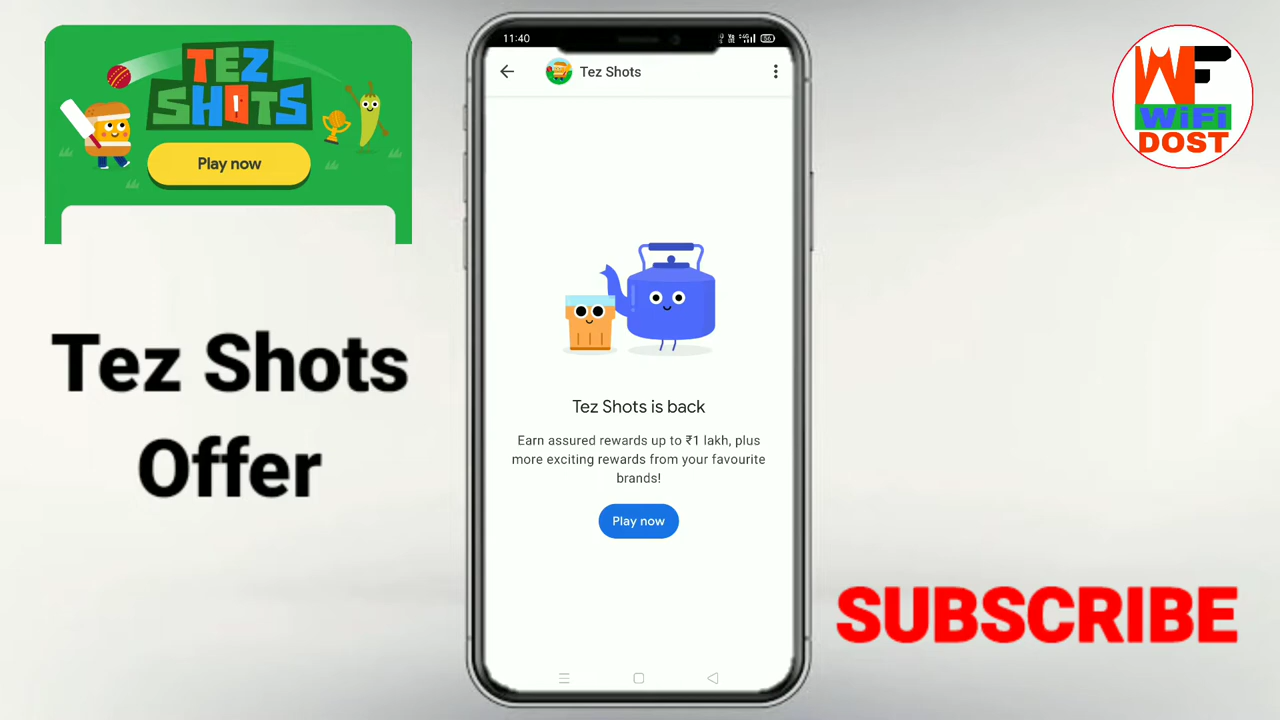 TEZ
SHOTS
Play now
Tez Shots
Offer
11:40
Tez Shots
Tez Shots is back
Earn assured rewards up to ₹1 lakh, plus
more exciting rewards from your favourite
brands!
Play now
WF
WiFi
DOST
SUBSCRIBE